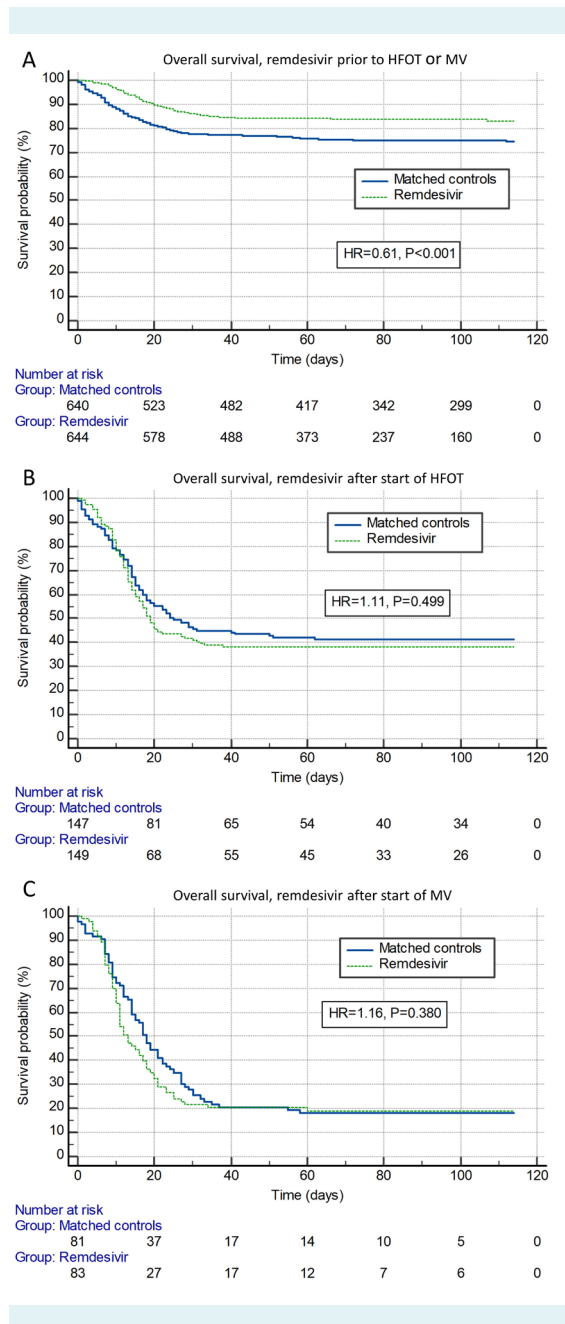 A
Overall survival, remdesivir prior to HFOT or MV
100
90
80
70
60
50
40
30
20
10
0
Survival probability (%)
Matched controls
Remdesivir
HR=0.61, P<0.001
0 20 40 60 80 100 120
Time (days)
Number at risk
Group: Matched controls
640 523 482 417 342 299 0
Group: Remdesivir
644 578 488 373 237 160 0
B
Overall survival, remdesivir after start of HFOT
100
90
80
70
60
50
40
30
20
10
0
Survival probability (%)
Matched controls
Remdesivir
HR=1.11, P=0.499
0 20 40 60 80 100 120
Time (days)
Number at risk
Group: Matched controls
147 81 65 54 40 34 0
Group: Remdesivir
149 68 55 45 33 26 0
C
Overall survival, remdesivir after start of MV
100
90
80
70
60
50
40
30
20
10
0
Survival probability (%)
Matched controls
Remdesivir
HR=1.16, P=0.380
0 20 40 60 80 100 120
Time (days)
Number at risk
Group: Matched controls
81 37 17 14 10 5 0
Group: Remdesivir
83 27 17 12 7 6 0